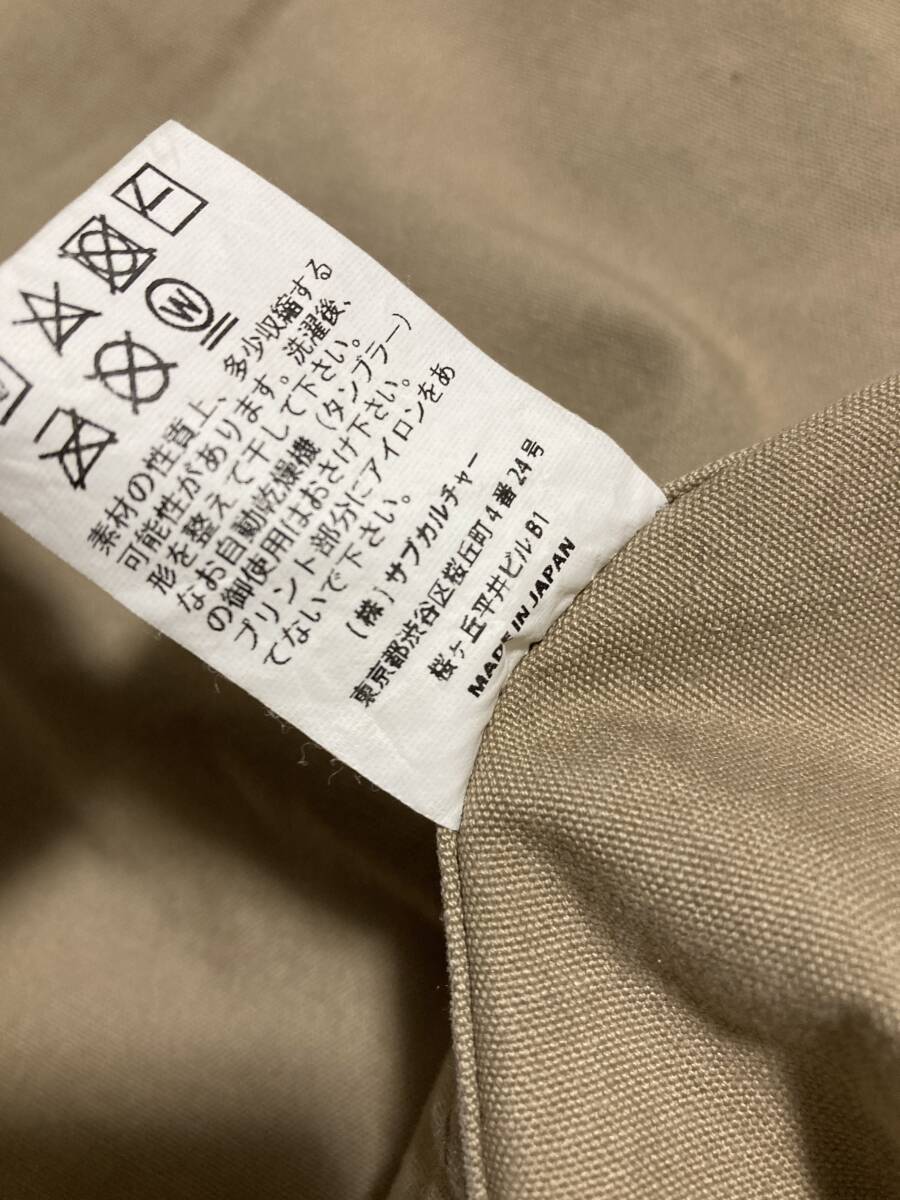 W
素材の性質上、多少収縮する
可能性があります。洗濯後、
形を整えて干して下さい。
なお自動乾燥機（タンブラー）
の御使用はおさけ下さい。
プリント部分にアイロンをあ
てないで下さい。
（株）サブカルチャー
東京都渋谷区桜丘町4番24号
桜ヶ丘平井ビルB1
MADE IN JAPAN